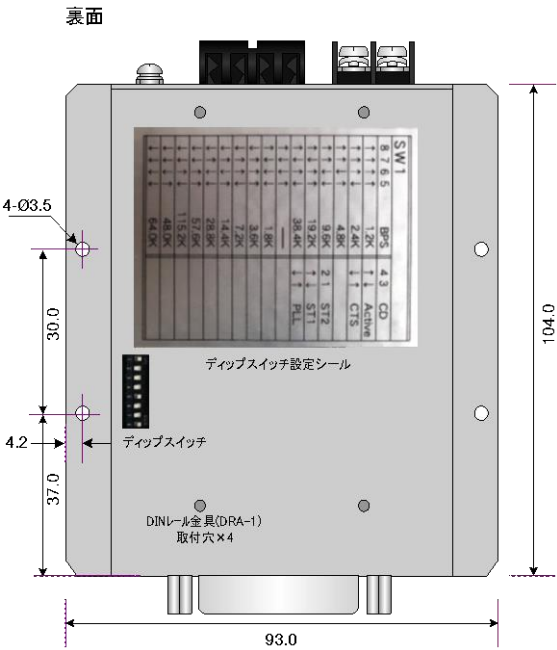 裏面
SW1
8 7 6 5 BPS 4 3 CD
1.2K Active
2.4K CTS
4.8K
9.6K 2 1 ST2
19.2K ST1
38.4K PLL
1.8K
3.6K
7.2K
14.4K
28.8K
57.6K
115.2K
48.0K
64.0K
4-Ø3.5
30.0
104.0
ディップスイッチ設定シール
4.2
ディップスイッチ
37.0
DINレール金具(DRA-1)
取付穴×4
93.0